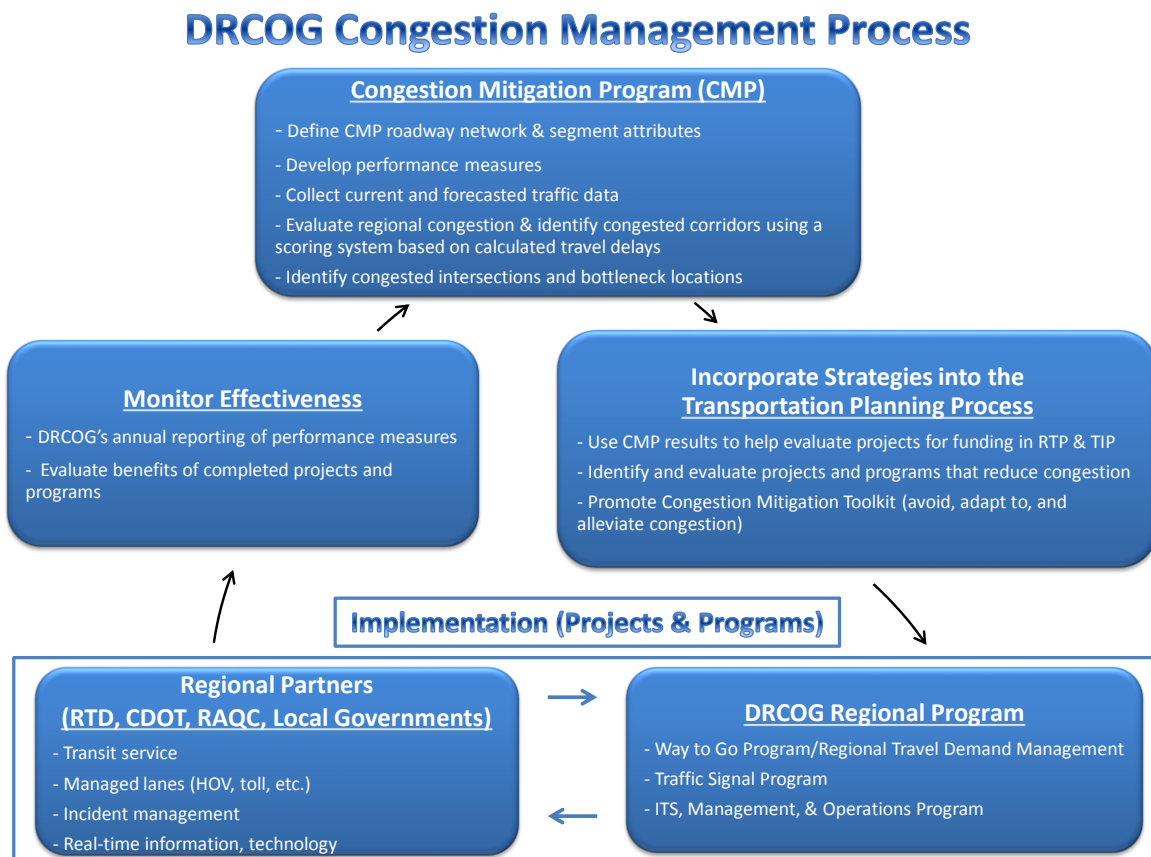 DRCOG Congestion Management Process
Congestion Mitigation Program (CMP)
- Define CMP roadway network & segment attributes
- Develop performance measures
- Collect current and forecasted traffic data
- Evaluate regional congestion & identify congested corridors using a
scoring system based on calculated travel delays
- Identify congested intersections and bottleneck locations
Monitor Effectiveness
- DRCOG's annual reporting of performance measures
- Evaluate benefits of completed projects and
programs
Incorporate Strategies into the
Transportation Planning Process
- Use CMP results to help evaluate projects for funding in RTP & TIP
- Identify and evaluate projects and programs that reduce congestion
- Promote Congestion Mitigation Toolkit (avoid, adapt to, and
alleviate congestion)
Implementation (Projects & Programs)
Regional Partners
(RTD, CDOT, RAQC, Local Governments)
- Transit service
- Managed lanes (HOV, toll, etc.)
- Incident management
- Real-time information, technology
DRCOG Regional Program
- Way to Go Program/Regional Travel Demand Management
- Traffic Signal Program
- ITS, Management, & Operations Program